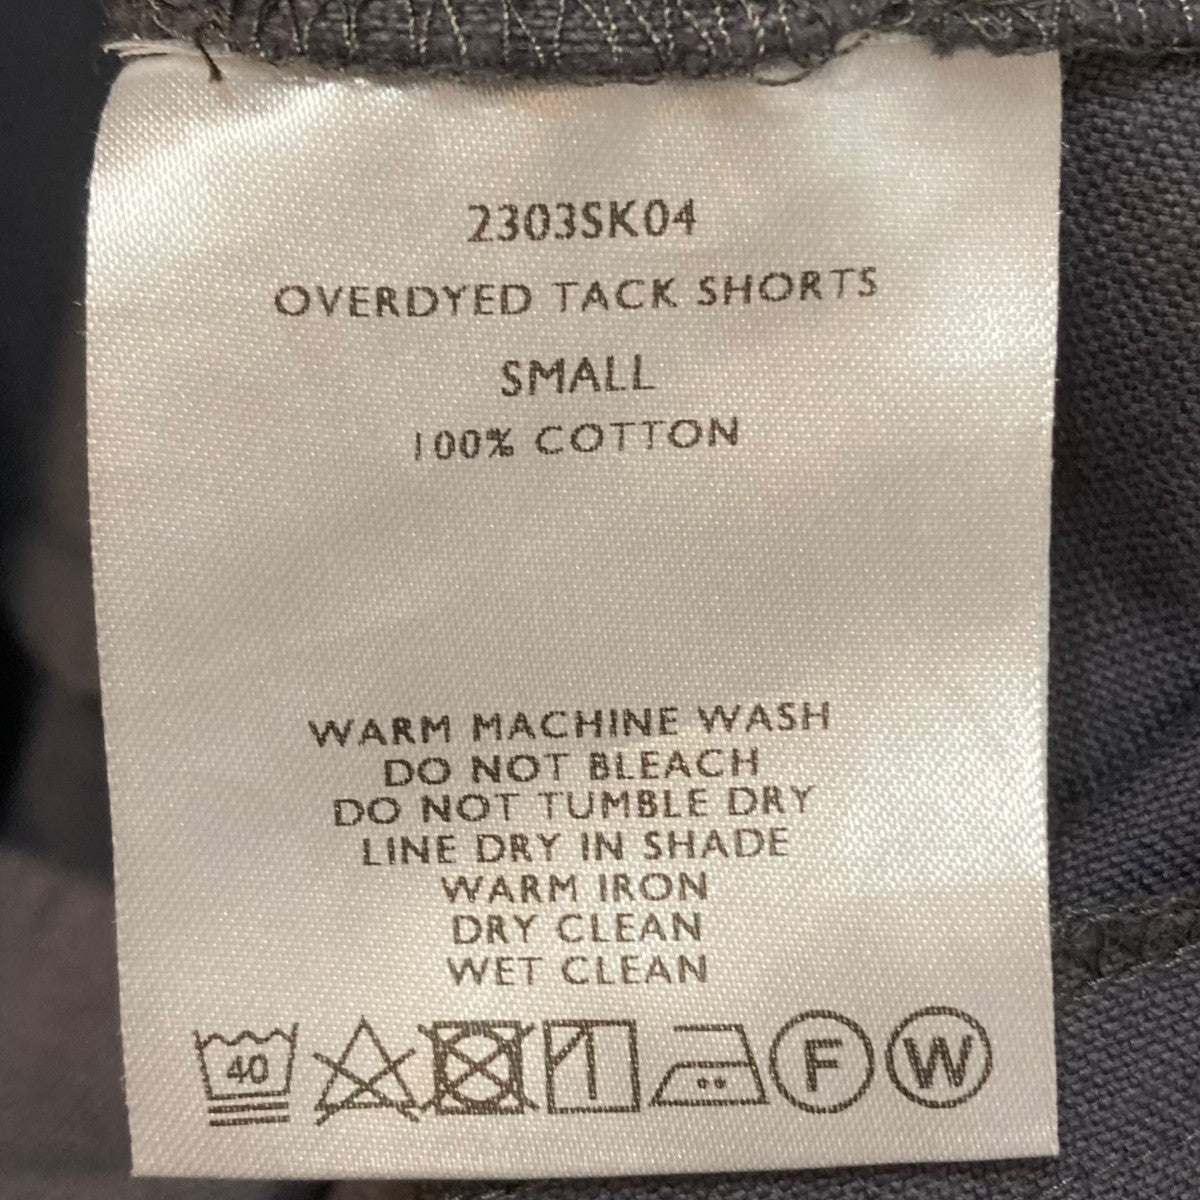 2303SK04
OVERDYED TACK SHORTS
SMALL
100% COTTON
WARM MACHINE WASH
DO NOT BLEACH
DO NOT TUMBLE DRY
LINE DRY IN SHADE
WARM IRON
DRY CLEAN
WET CLEAN
40 F W